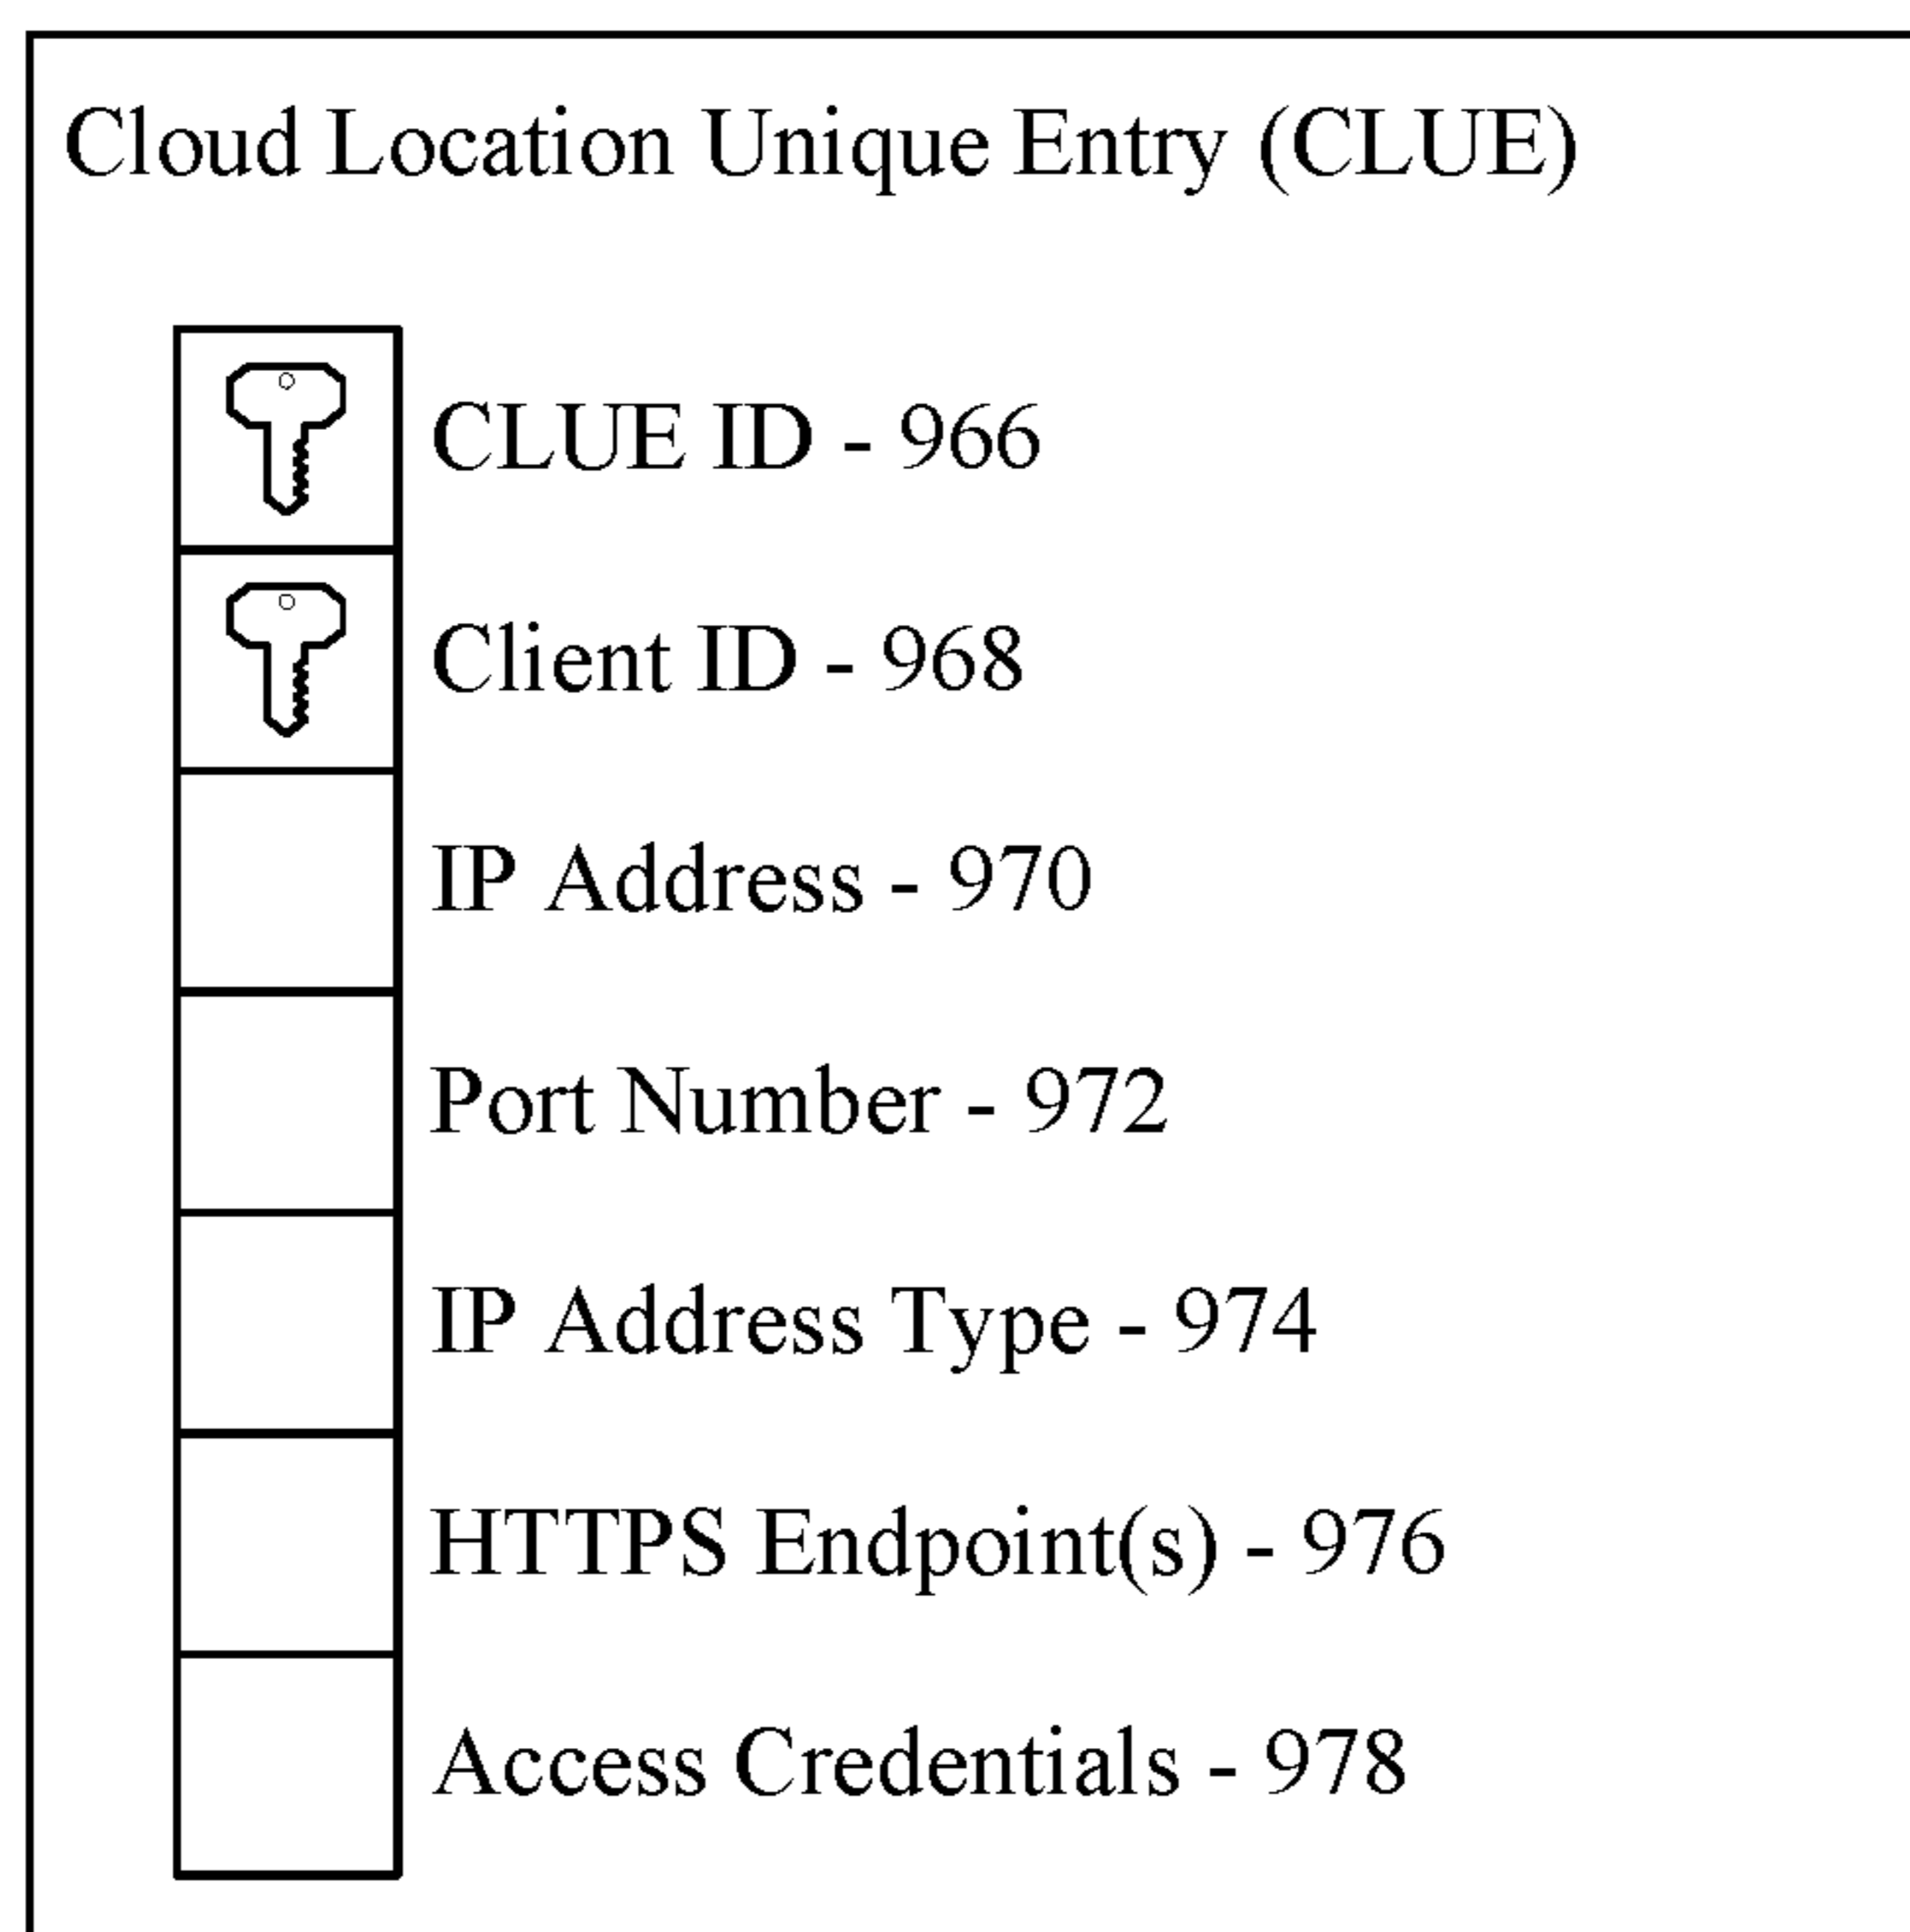 Cloud Location Unique Entry (CLUE)
CLUE ID - 966
Client ID - 968
IP Address - 970
Port Number - 972
IP Address Type - 974
HTTPS Endpoint(s) - 976
Access Credentials - 978